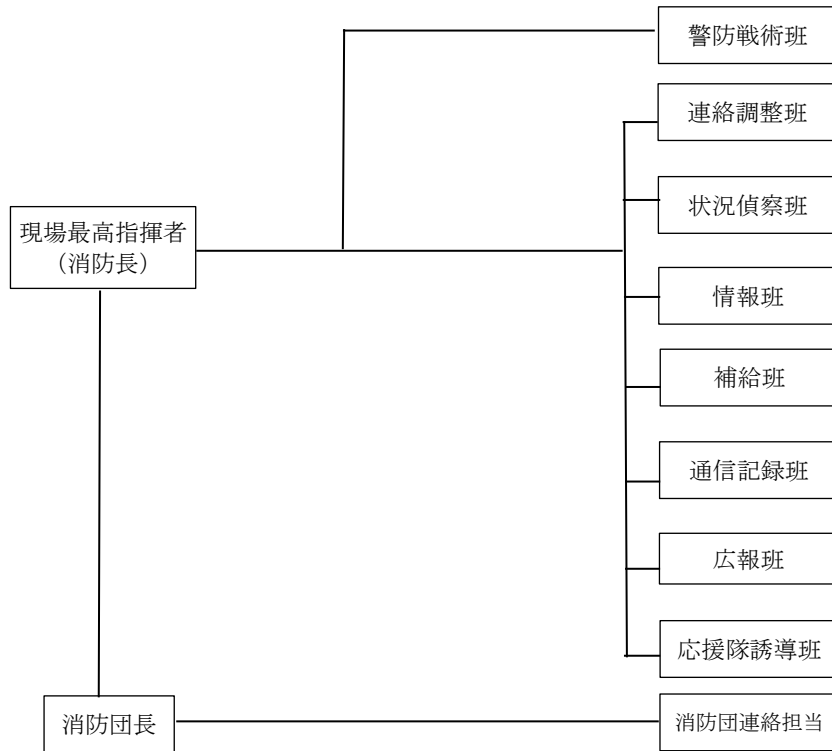 警防戦術班
連絡調整班
状況偵察班
現場最高指揮者
（消防長）
情報班
補給班
通信記録班
広報班
応援隊誘導班
消防団長
消防団連絡担当